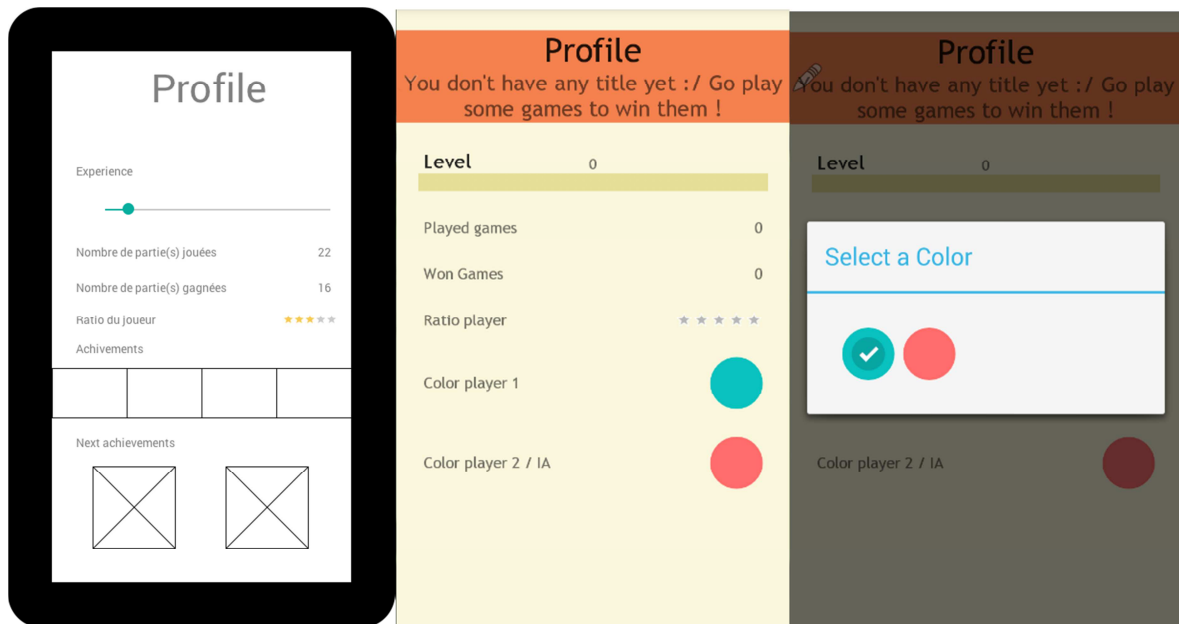 Profile
Experience
Nombre de partie(s) jouées 22
Nombre de partie(s) gagnées 16
Ratio du joueur
Achivements
Next achievements
Profile
You don't have any title yet :/ Go play
some games to win them !
Level 0
Played games 0
Won Games 0
Ratio player
Color player 1
Color player 2 / IA
Profile
You don't have any title yet :/ Go play
some games to win them !
Level 0
Select a Color
Color player 2 / IA